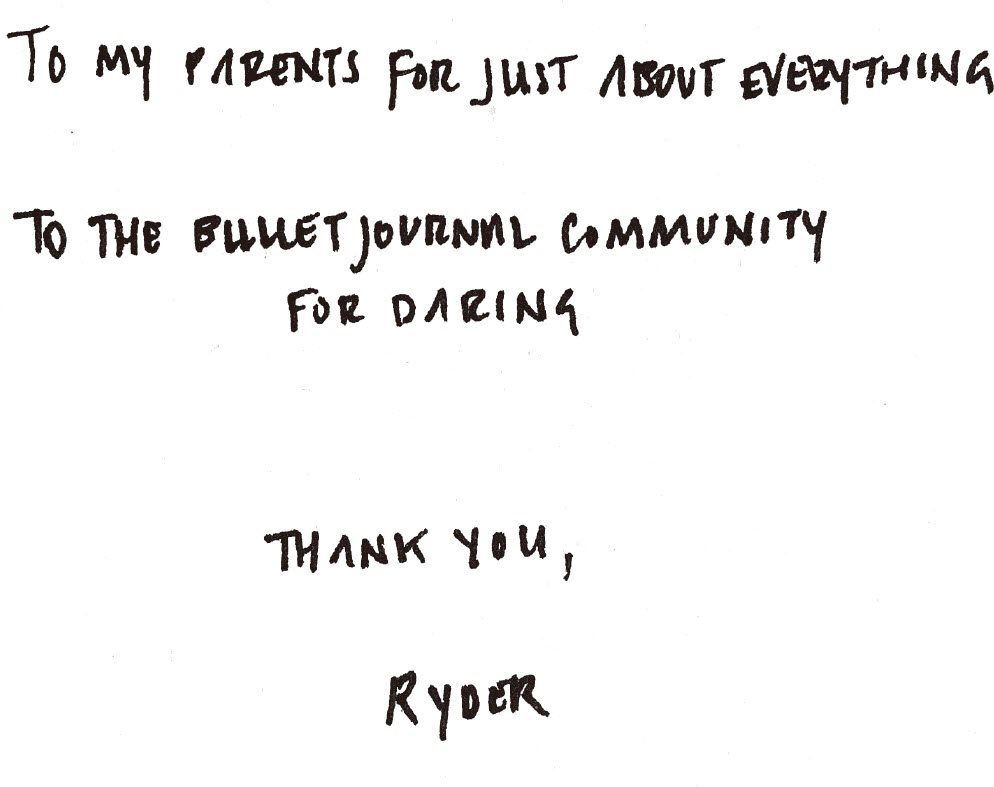 TO MY PARENTS FOR JUST ABOUT EVERYTHING
TO THE BULLET JOURNAL COMMUNITY
FOR DARING
THANK YOU,
RYDER